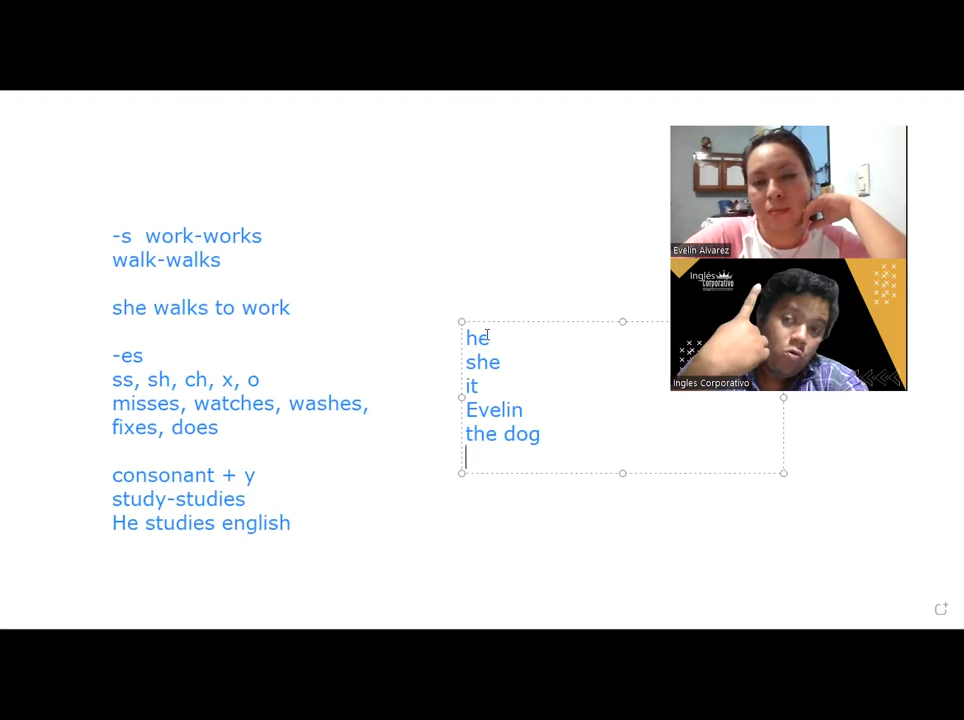 -s  work-works
walk-walks
she walks to work
-es
ss, sh, ch, x, o
misses, watches, washes,
fixes, does
consonant + y
study-studies
He studies english
he
she
it
Evelin
the dog
Evelin Alvarez
Inglés
Corporativo
Ingles Corporativo